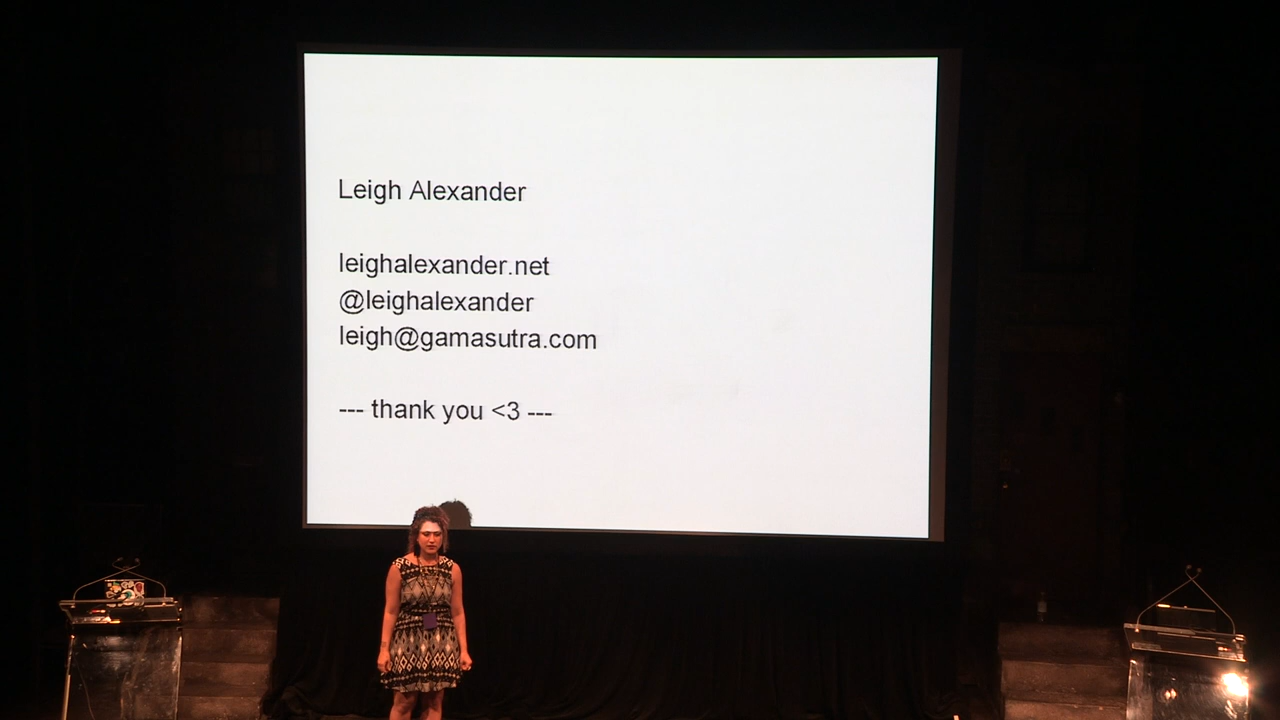 Leigh Alexander
leighalexander.net
@leighalexander
leigh@gamasutra.com
--- thank you <3 ---